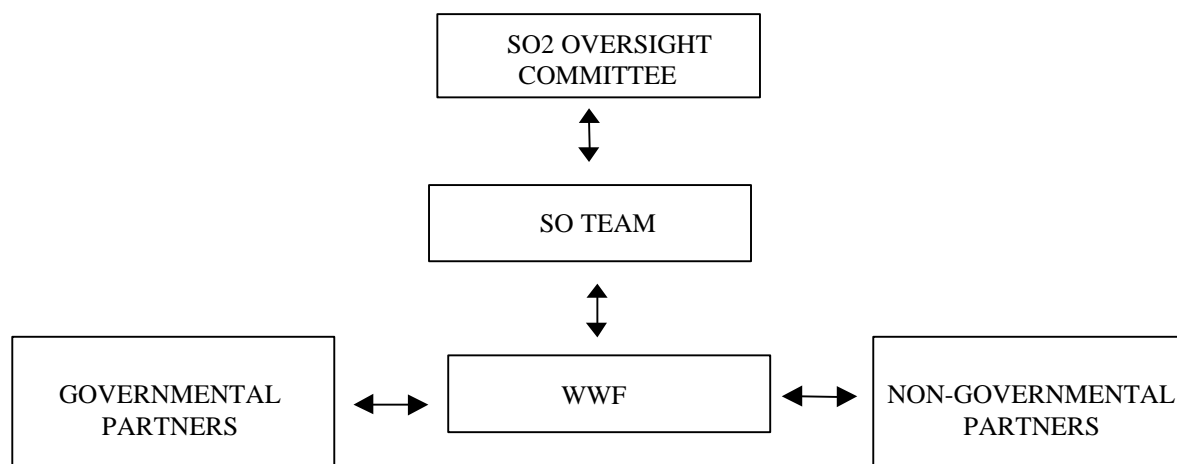 SO2 OVERSIGHT
COMMITTEE
SO TEAM
GOVERNMENTAL
PARTNERS
WWF
NON-GOVERNMENTAL
PARTNERS